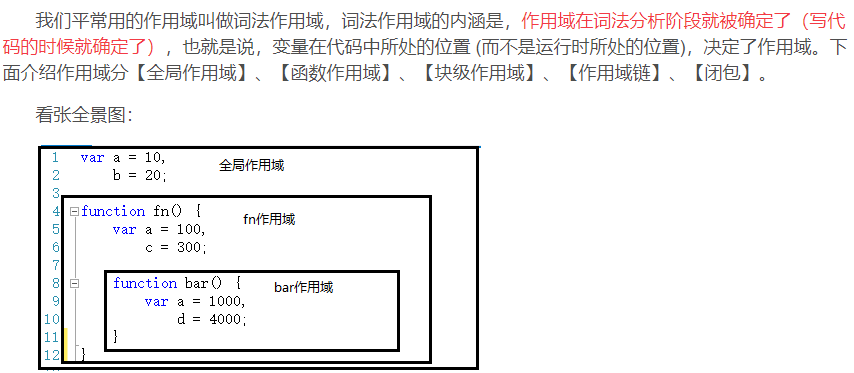 我们平常用的作用域叫做词法作用域，词法作用域的内涵是，作用域在词法分析阶段就被确定了（写代
码的时候就确定了），也就是说，变量在代码中所处的位置 (而不是运行时所处的位置)，决定了作用域。下
面介绍作用域分【全局作用域】、【函数作用域】、【块级作用域】、【作用域链】、【闭包】。
看张全景图：
1 var a = 10, 全局作用域
2 b = 20;
3
4 function fn() { fn作用域
5 var a = 100,
6 c = 300;
7
8 function bar() { bar作用域
9 var a = 1000,
10 d = 4000;
11 }
12 }